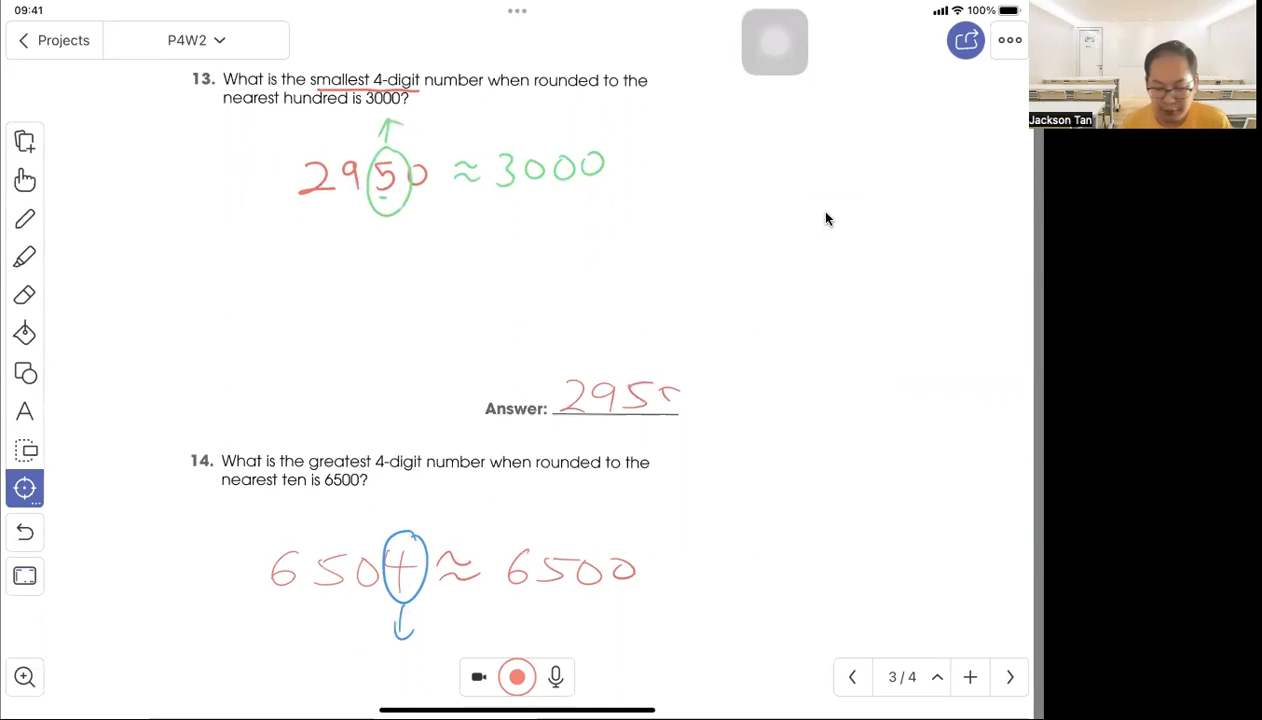 09:41
100%
Projects
P4W2
13. What is the smallest 4-digit number when rounded to the
nearest hundred is 3000?
2950 ≈ 3000
Jackson Tan
Answer: 295
14. What is the greatest 4-digit number when rounded to the
nearest ten is 6500?
6504 ≈ 6500
A
3 / 4